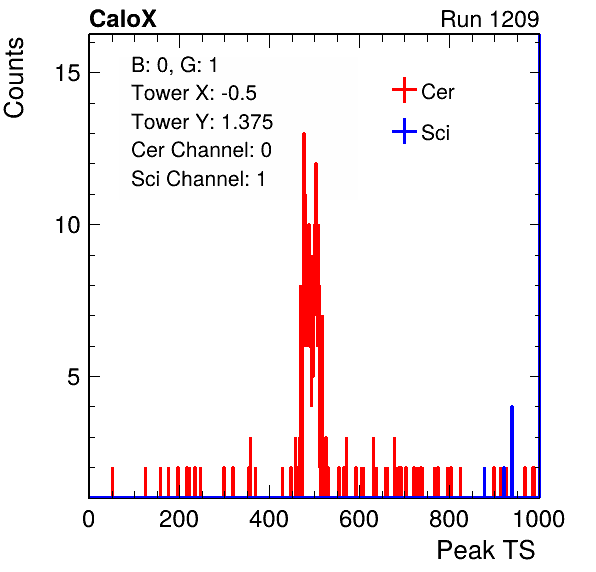 CaloX Run 1209
Counts
B: 0, G: 1
Tower X: -0.5
Tower Y: 1.375
Cer Channel: 0
Sci Channel: 1
Cer
Sci
15
10
5
0 200 400 600 800 1000
Peak TS